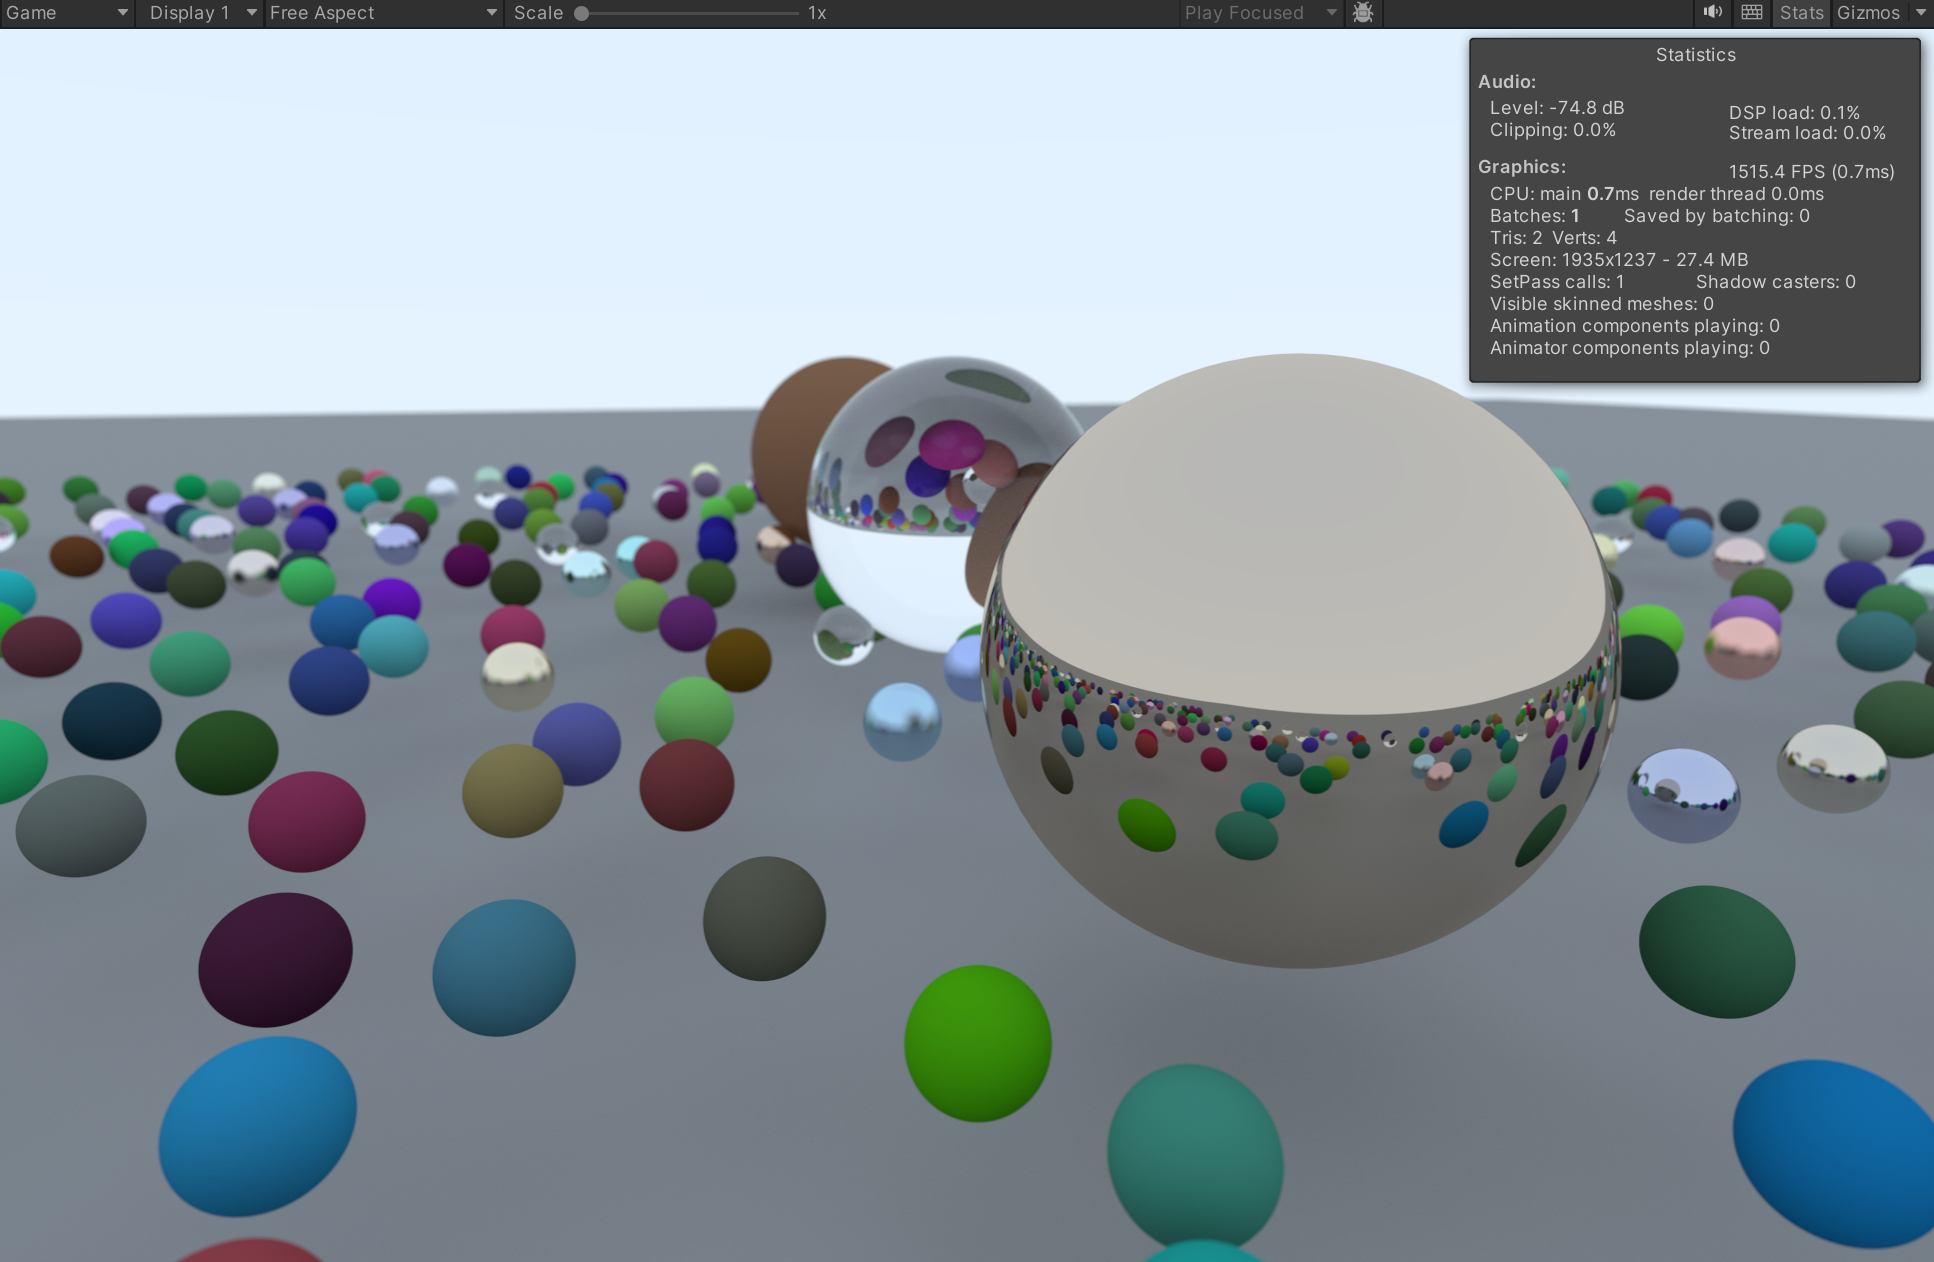 Game Display 1 Free Aspect Scale 1x Play Focused Stats Gizmos
Statistics
Audio:
Level: -74.8 dB DSP load: 0.1%
Clipping: 0.0% Stream load: 0.0%
Graphics: 1515.4 FPS (0.7ms)
CPU: main 0.7ms render thread 0.0ms
Batches: 1 Saved by batching: 0
Tris: 2 Verts: 4
Screen: 1935x1237 - 27.4 MB
SetPass calls: 1 Shadow casters: 0
Visible skinned meshes: 0
Animation components playing: 0
Animator components playing: 0